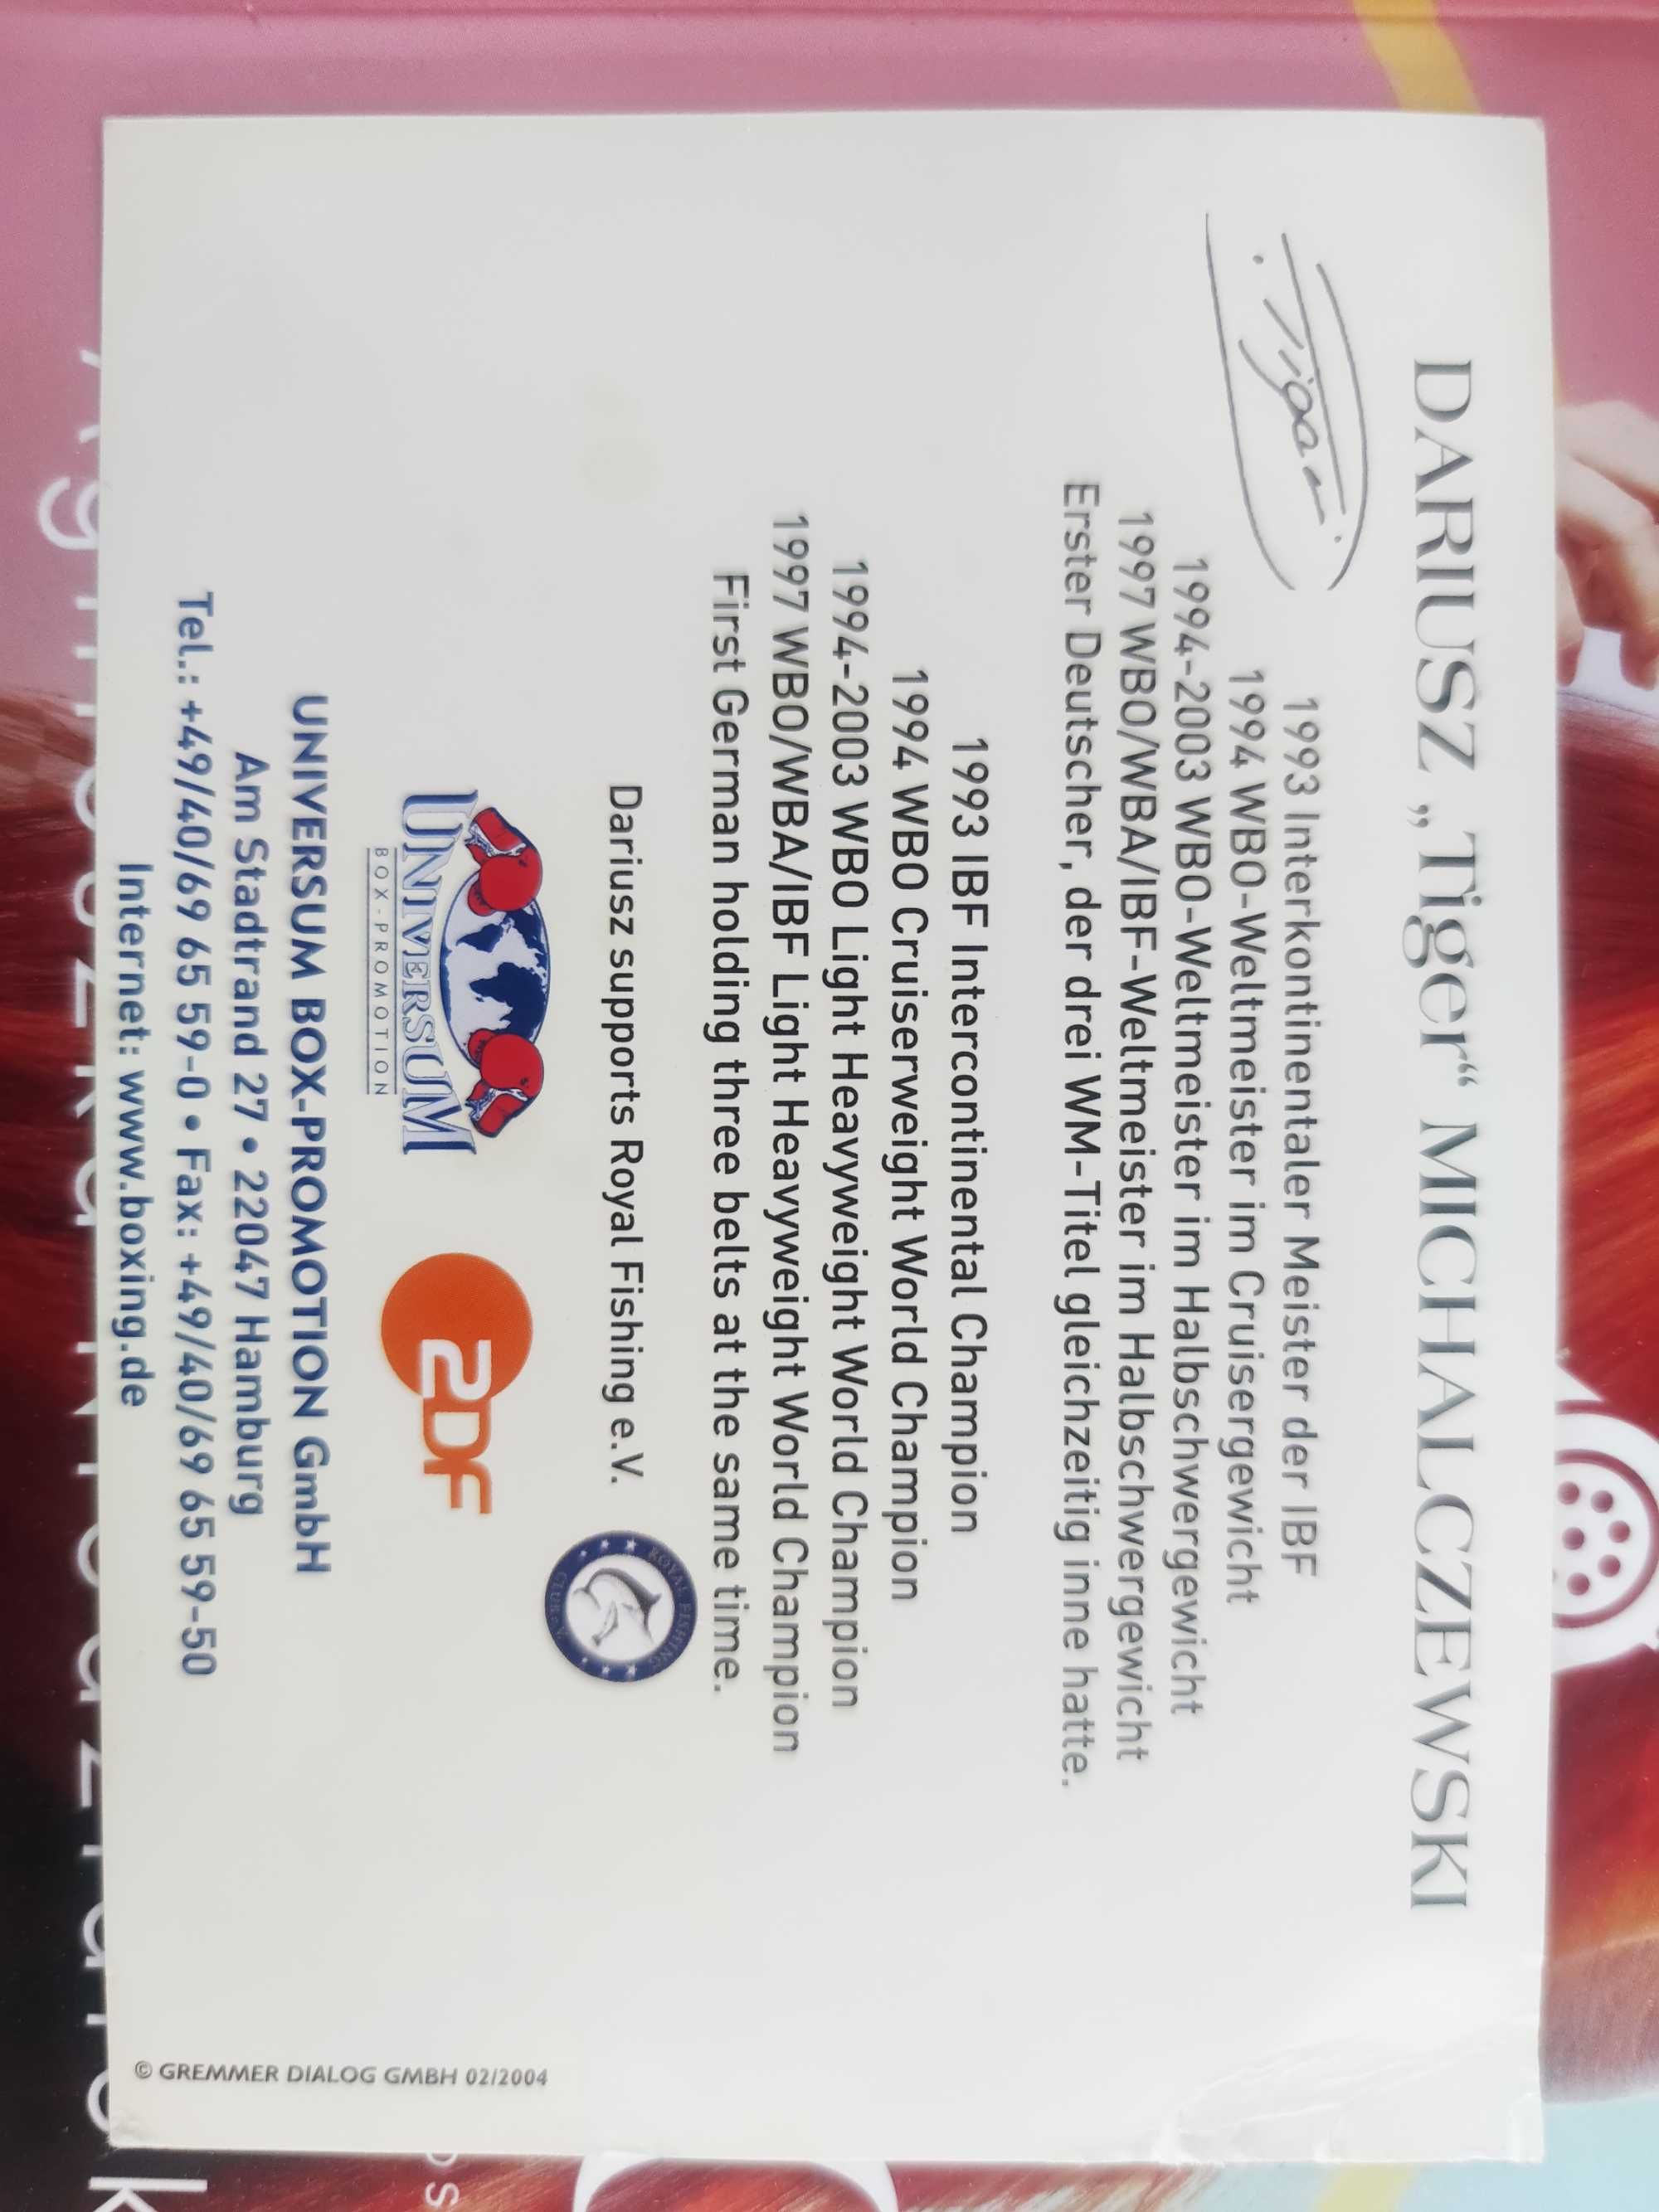 DARIUSZ „Tiger“ MICHALCZEWSKI
Tiger
1993 Interkontinentaler Meister der IBF
1994 WBO-Weltmeister im Cruisergewicht
1994-2003 WBO-Weltmeister im Halbschwergewicht
1997 WBO/WBA/IBF-Weltmeister im Halbschwergewicht
Erster Deutscher, der drei WM-Titel gleichzeitig inne hatte.
1993 IBF Intercontinental Champion
1994 WBO Cruiserweight World Champion
1994-2003 WBO Light Heavyweight World Champion
1997 WBO/WBA/IBF Light Heavyweight World Champion
First German holding three belts at the same time.
Dariusz supports Royal Fishing e.V.
ROYAL FISHING
CLUB e.V.
UNIVERSUM
BOX-PROMOTION
ZDF
UNIVERSUM BOX-PROMOTION GmbH
Am Stadtrand 27 • 22047 Hamburg
Tel.: +49/40/69 65 59-0 • Fax: +49/40/69 65 59-50
Internet: www.boxing.de
© GREMMER DIALOG GMBH 02/2004